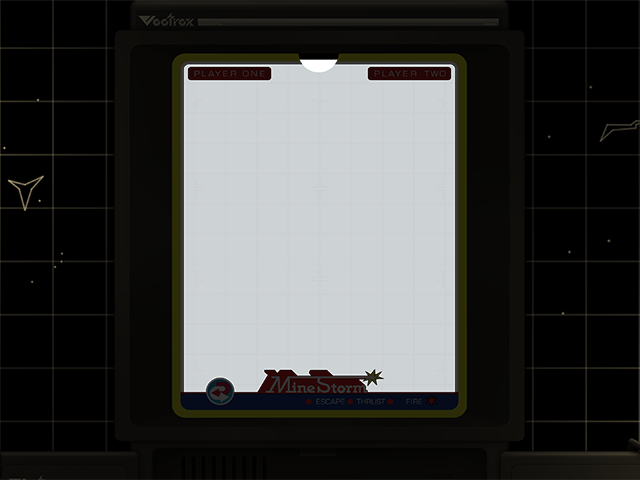 Vectrex
PLAYER ONE PLAYER TWO
MineStorm
ESCAPE THRUST FIRE